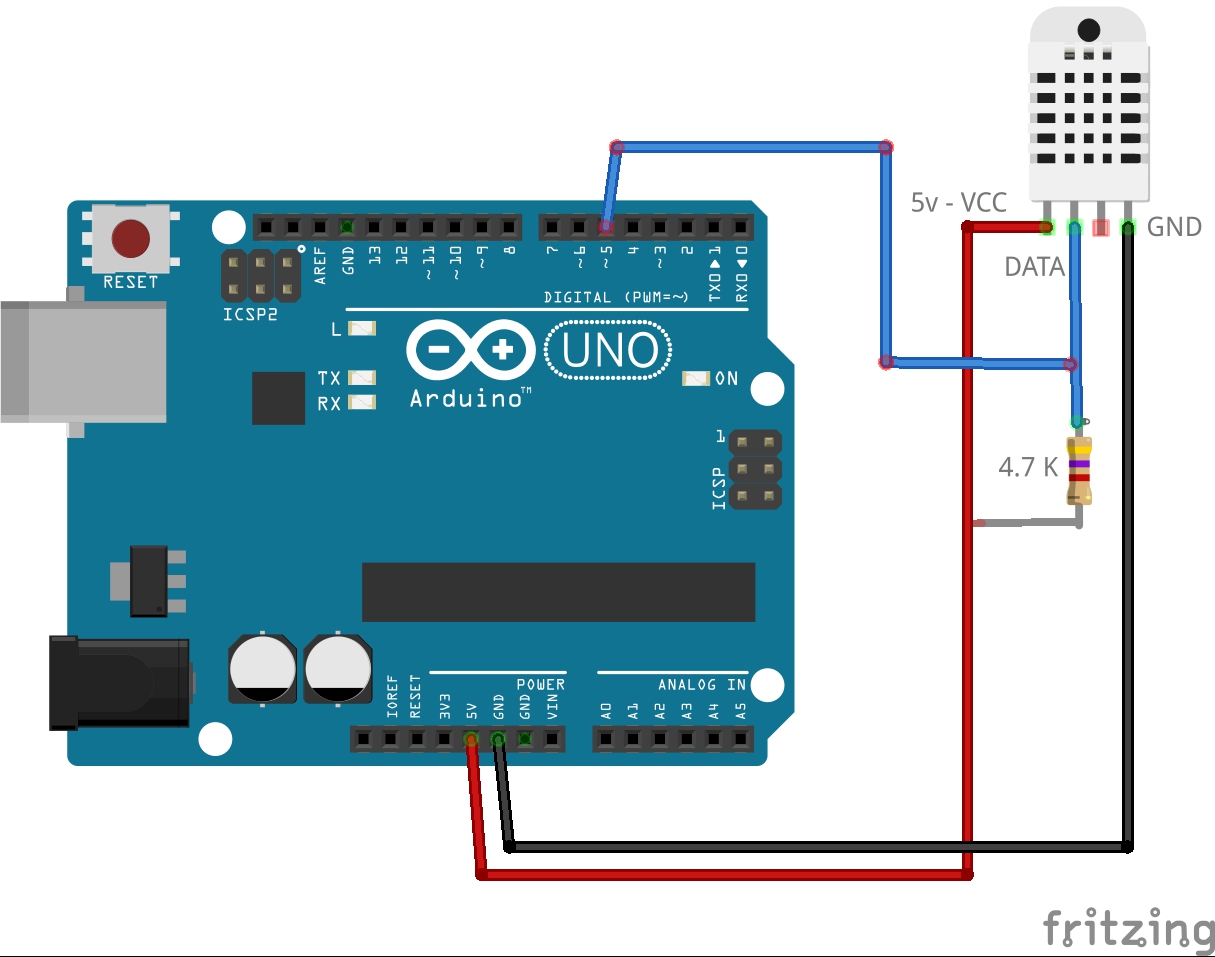 5v - VCC
GND
DATA
RESET
ICSP2
AREF
GND
13
12
~11
~10
~9
8
7
~6
~5
4
~3
2
TXO▶1
RXO◀0
DIGITAL (PWM=~)
L
TX
RX
Arduino™
UNO
ON
1
ICSP
4.7 K
POWER
ANALOG IN
IOREF
RESET
3V3
5V
GND
GND
VIN
A0
A1
A2
A3
A4
A5
fritzing